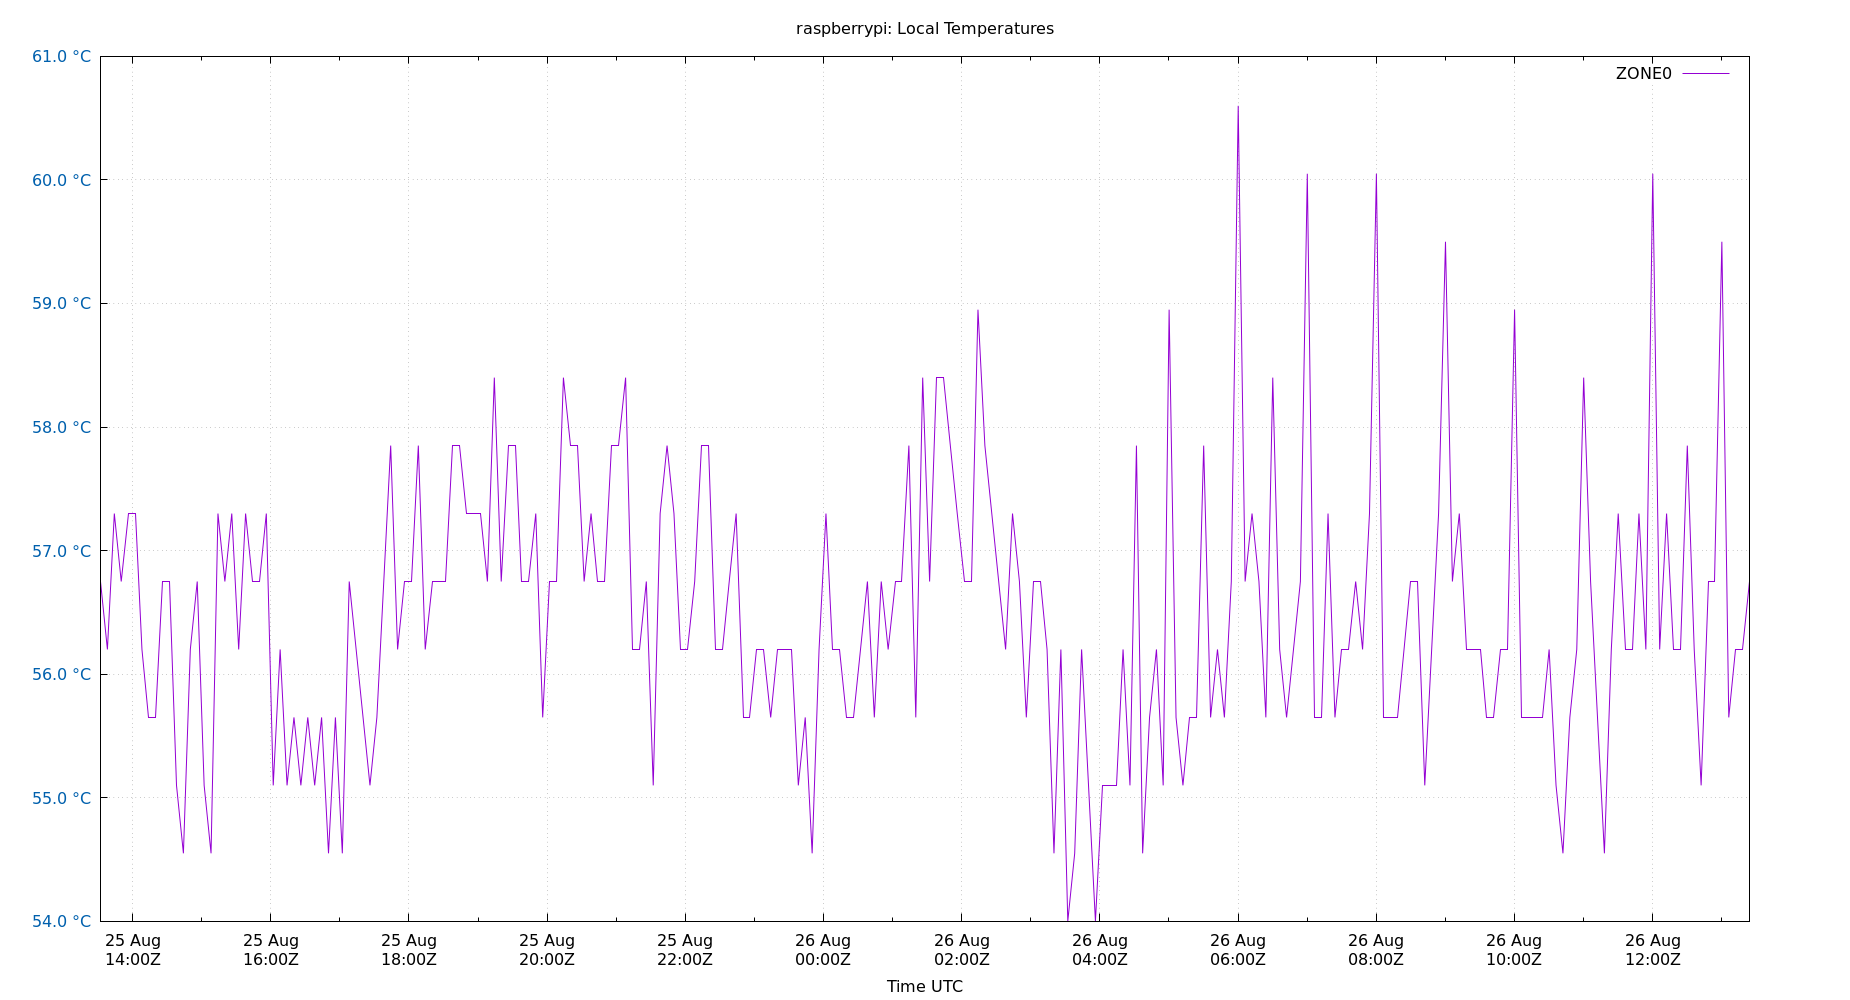 raspberrypi: Local Temperatures
ZONE0
61.0 °C
60.0 °C
59.0 °C
58.0 °C
57.0 °C
56.0 °C
55.0 °C
54.0 °C
25 Aug 25 Aug 25 Aug 25 Aug 25 Aug 26 Aug 26 Aug 26 Aug 26 Aug 26 Aug 26 Aug 26 Aug
14:00Z 16:00Z 18:00Z 20:00Z 22:00Z 00:00Z 02:00Z 04:00Z 06:00Z 08:00Z 10:00Z 12:00Z
Time UTC